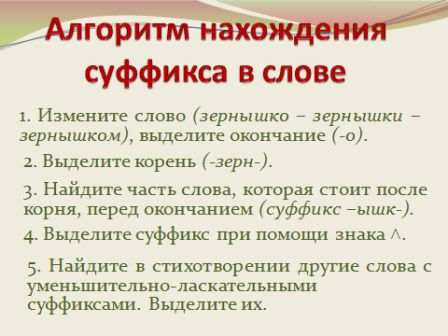 Алгоритм нахождения
суффикса в слове
1. Измените слово (зернышко – зернышки –
зернышком), выделите окончание (-о).
2. Выделите корень (-зерн-).
3. Найдите часть слова, которая стоит после
корня, перед окончанием (суффикс –ышк-).
4. Выделите суффикс при помощи знака ^.
5. Найдите в стихотворении другие слова с
уменьшительно-ласкательными
суффиксами. Выделите их.